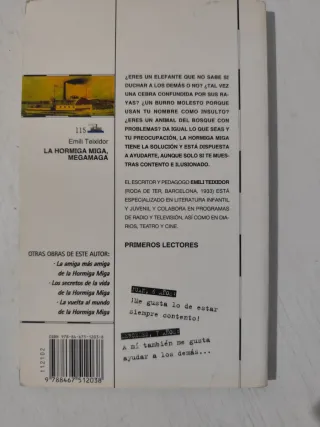 115
Emili Teixidor
LA HORMIGA MIGA,
MEGAMAGA
OTRAS OBRAS DE ESTE AUTOR:
· La amiga más amiga
de la Hormiga Miga
· Los secretos de la vida
de la Hormiga Miga
· La vuelta al mundo
de la Hormiga Miga
112102
9 788467 512038
¿ERES UN ELEFANTE QUE NO SABE SI
DUCHAR A LOS DEMÁS O NO? ¿TAL VEZ
UNA CEBRA CONFUNDIDA POR SUS RA-
YAS? ¿UN BURRO MOLESTO PORQUE
USAN TU NOMBRE COMO INSULTO?
¿ERES UN ANIMAL DEL BOSQUE CON
PROBLEMAS? DA IGUAL LO QUE SEAS Y
TU PREOCUPACIÓN, LA HORMIGA MIGA
TIENE LA SOLUCIÓN Y ESTÁ DISPUESTA
A AYUDARTE, AUNQUE SOLO SI TE MUES-
TRAS CONTENTO E ILUSIONADO.
EL ESCRITOR Y PEDAGOGO EMILI TEIXIDOR
(RODA DE TER, BARCELONA, 1933) ESTÁ
ESPECIALIZADO EN LITERATURA INFANTIL
Y JUVENIL Y COLABORA EN PROGRAMAS
DE RADIO Y TELEVISIÓN, ASÍ COMO EN DIA-
RIOS, TEATRO Y CINE.
PRIMEROS LECTORES
¡Me gusta lo de estar
siempre contento!
A mí también me gusta
ayudar a los demás...